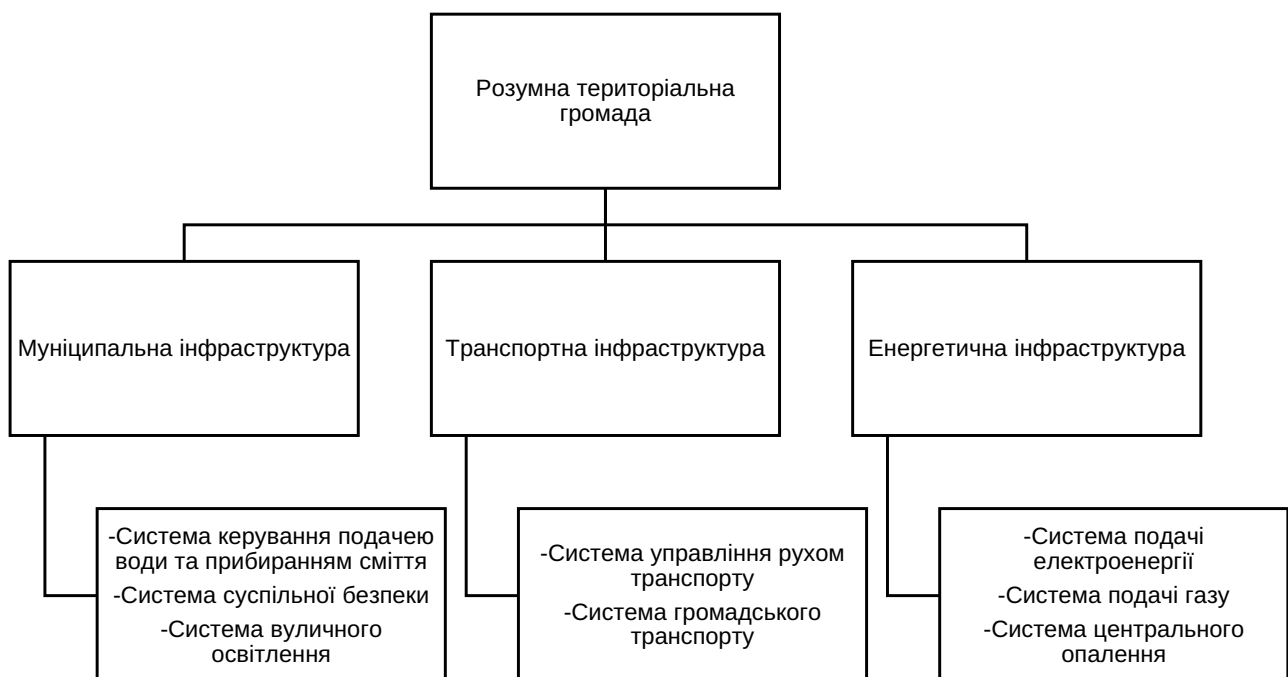 Розумна територіальна
громада
Муніципальна інфраструктура
Транспортна інфраструктура
Енергетична інфраструктура
-Система керування подачею
води та прибиранням сміття
-Система суспільної безпеки
-Система вуличного
освітлення
-Система управління рухом
транспорту
-Система громадського
транспорту
-Система подачі
електроенергії
-Система подачі газу
-Система центрального
опалення